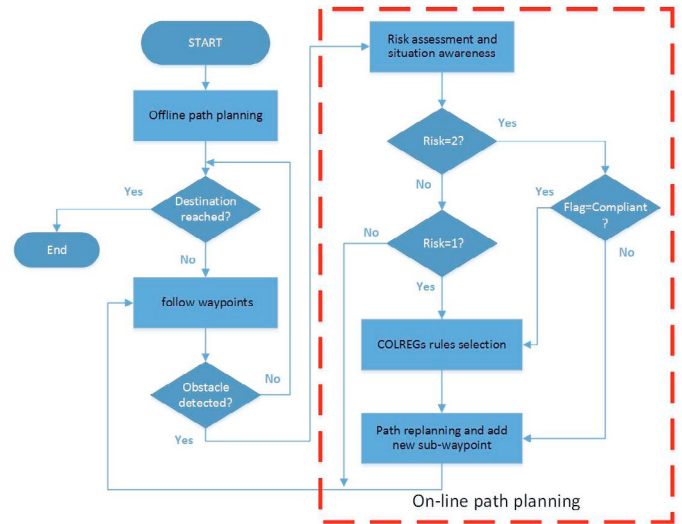 START
Offline path planning
Yes
Destination
reached?
End
No
follow waypoints
Obstacle
detected?
No
Yes
Risk assessment and
situation awareness
Risk=2?
Yes
No
Yes
Flag=Compliant
?
No
Risk=1?
No
Yes
COLREGs rules selection
Path replanning and add
new sub-waypoint
On-line path planning